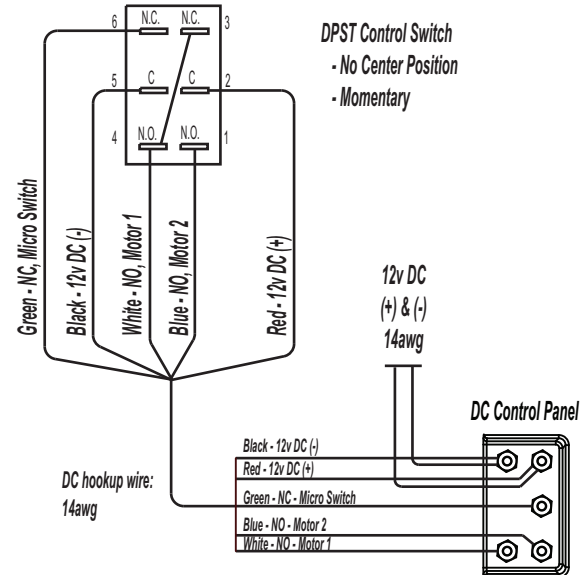 6 N.C. N.C. 3
5 C C 2
4 N.O. N.O. 1
DPST Control Switch
- No Center Position
- Momentary
Green - NC, Micro Switch
Black - 12v DC (-)
White - NO, Motor 1
Blue - NO, Motor 2
Red - 12v DC (+)
12v DC
(+) & (-)
14awg
DC Control Panel
DC hookup wire:
14awg
Black - 12v DC (-)
Red - 12v DC (+)
Green - NC - Micro Switch
Blue - NO - Motor 2
White - NO - Motor 1